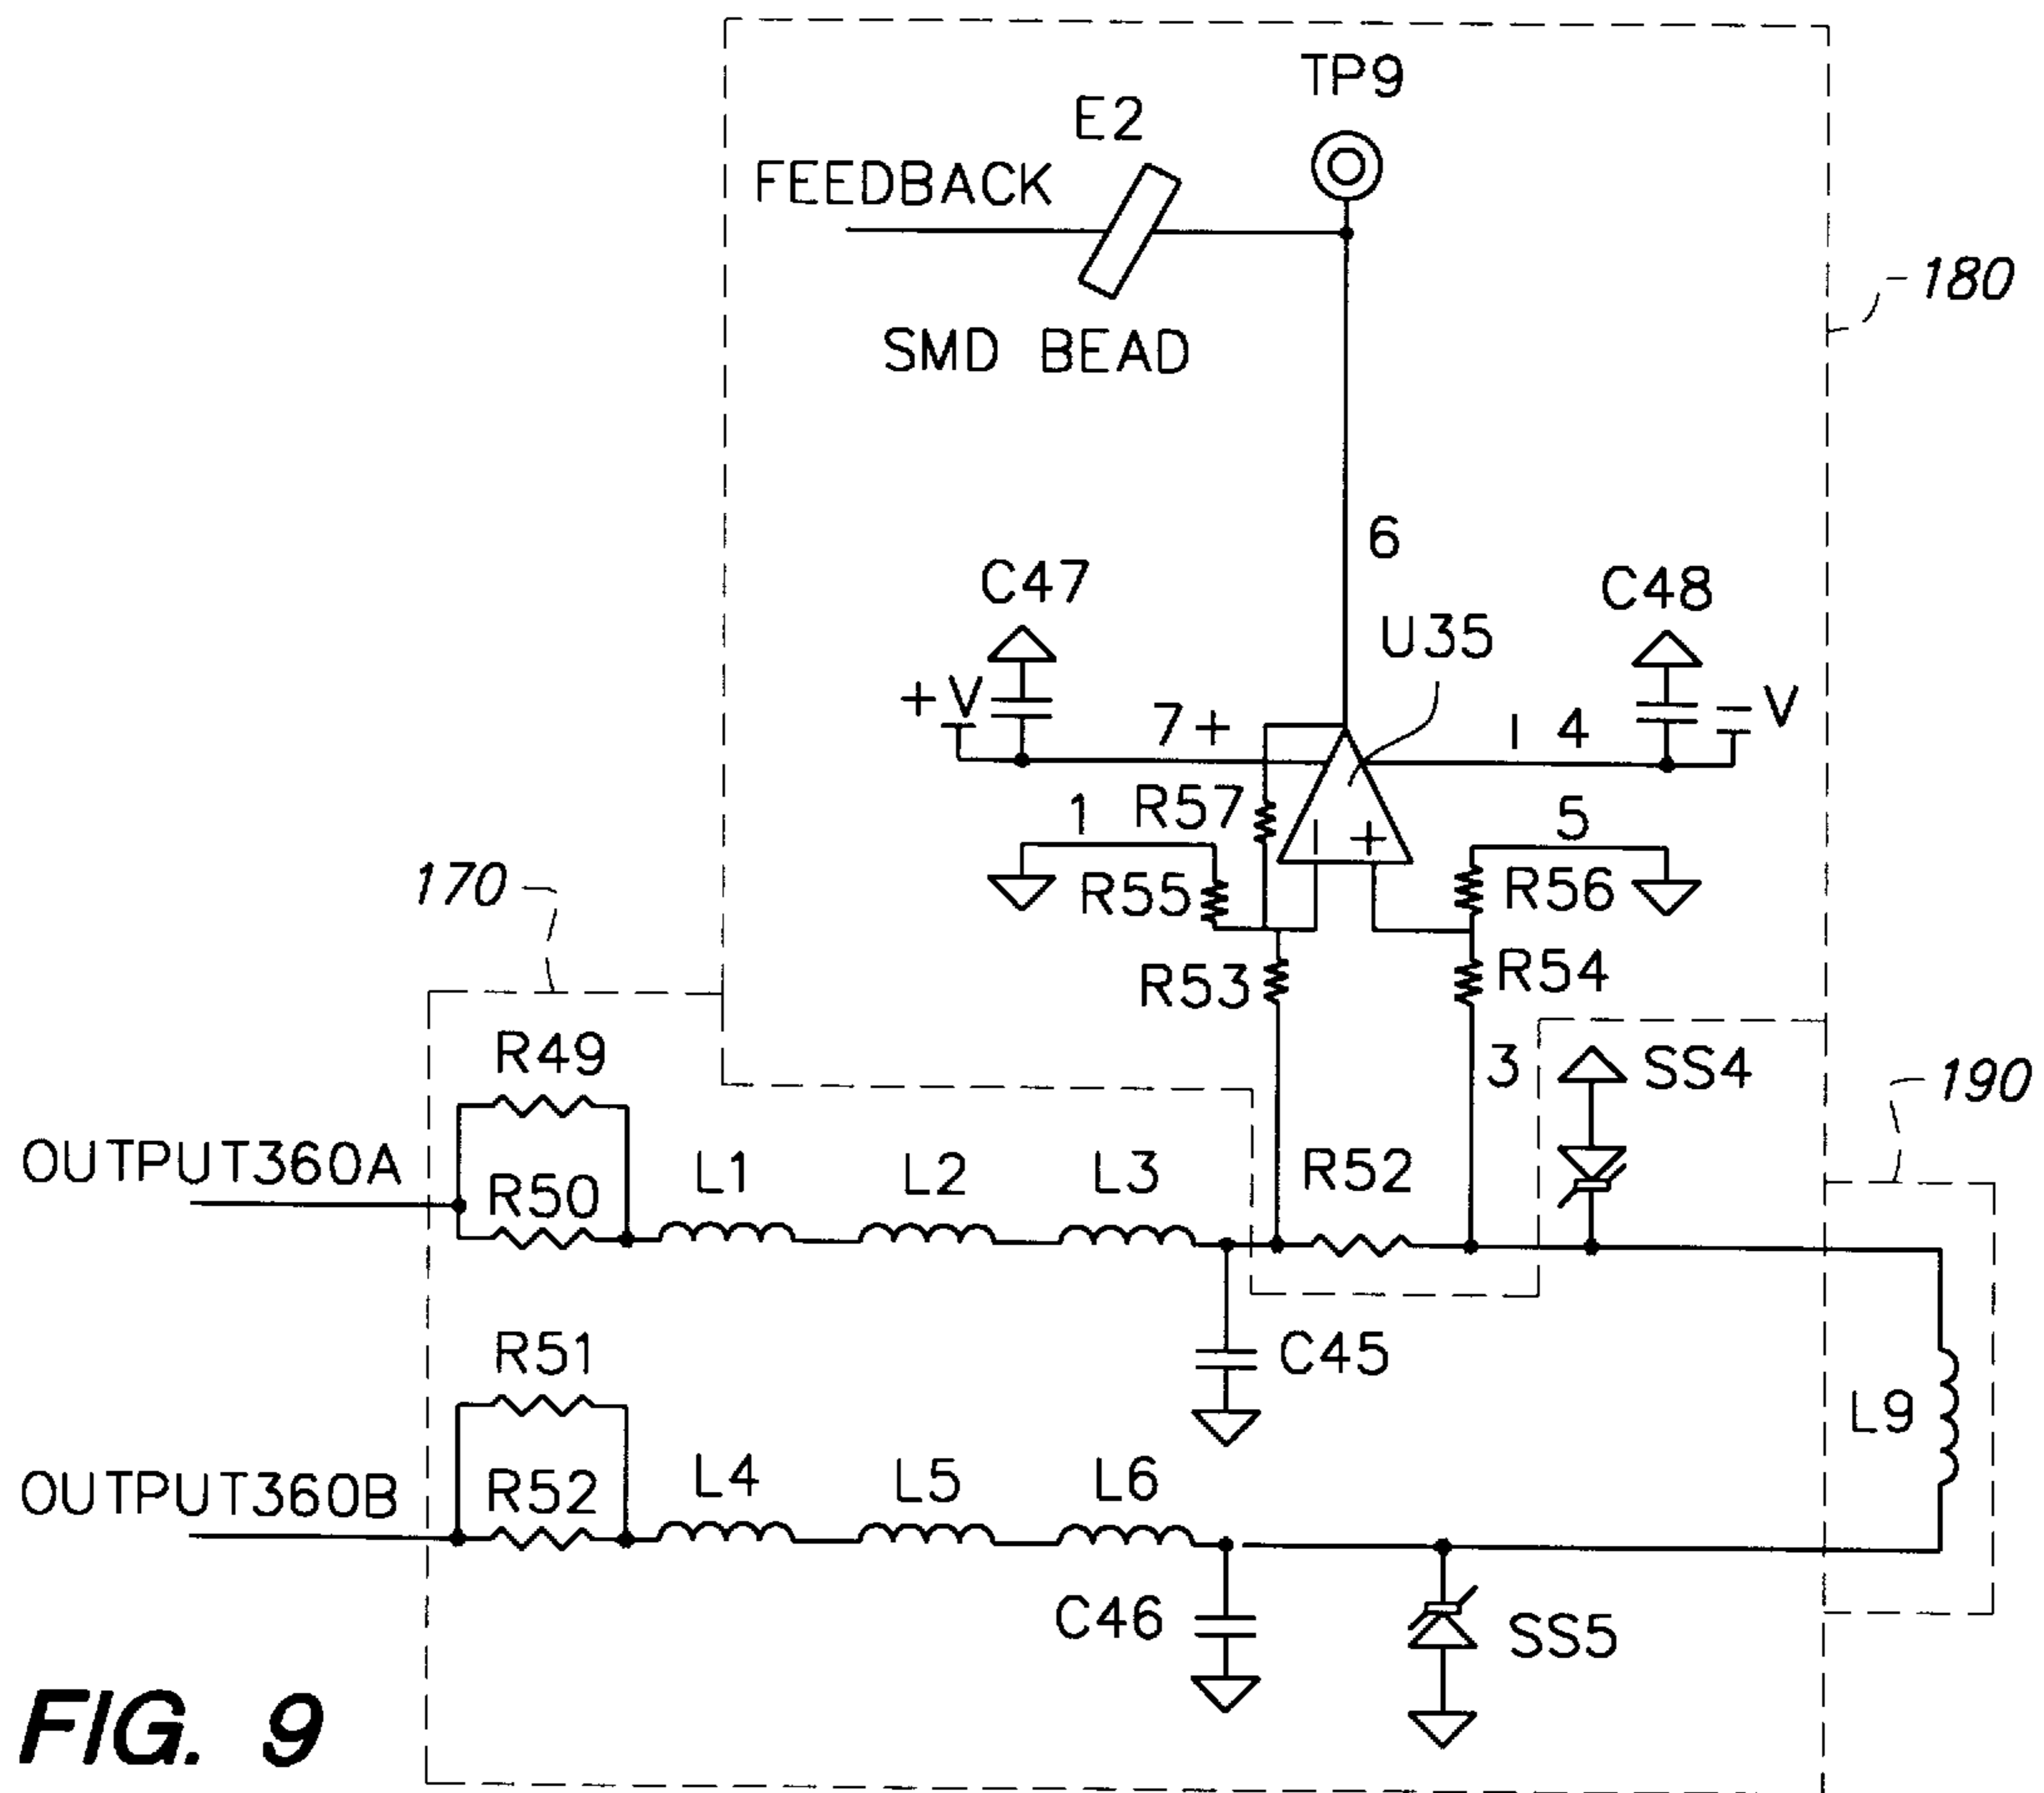 TP9
E2
FEEDBACK
SMD BEAD
180
6
C47
C48
U35
+V
7+
4
V
1
R57
5
- +
R55
R56
170
R53
R54
R49
3
SS4
190
OUTPUT360A
R50
L1
L2
L3
R52
R51
C45
L9
OUTPUT360B
R52
L4
L5
L6
C46
SS5
FIG. 9